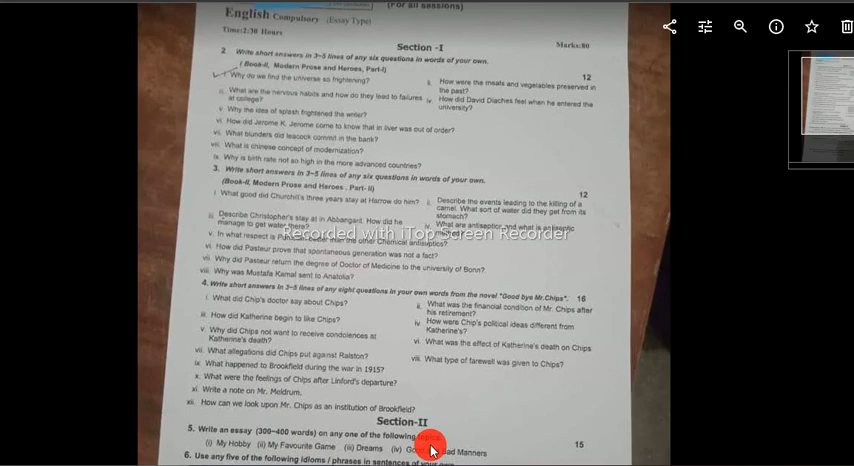 (For all sessions)
English Compulsory (Essay Type)
Time:2:30 Hours
Marks:80
Section -I
2. Write short answers in 3~5 lines of any six questions in words of your own. 12
( Book-II, Modern Prose and Heroes, Part-I)
i. Why do we find the universe so frightening?
ii. How were the meats and vegetables preserved in the past?
iii. What are the nervous habits and how do they lead to failures at college?
iv. How did David Diaches feel when he entered the university?
v. Why the idea of splash frightened the writer?
vi. How did Jerome K. Jerome come to know that in liver was out of order?
vii. What blunders did leacock commit in the bank?
viii. What is chinese concept of modernization?
ix. Why is birth rate not so high in the more advanced countries?
3. Write short answers in 3~5 lines of any six questions in words of your own. 12
(Book-II, Modern Prose and Heroes . Part- II)
i What good did Churchill's three years stay at Harrow do him?
ii. Describe the events leading to the killing of a camel. What sort of water did they get from its stomach?
iii. Describe Christopher's stay at in Abbangarit. How did he manage to get water there?
iv. What are antiseptics and what is antiseptic
v. In what respect is better than the other Chemical antiseptics?
Recorded with iTop Screen Recorder
vi. How did Pasteur prove that spontaneous generation was not a fact?
vii. Why did Pasteur return the degree of Doctor of Medicine to the university of Bonn?
viii. Why was Mustafa Kamal sent to Anatolia?
4. Write short answers in 3~5 lines of any eight questions in your own words from the novel "Good bye Mr.Chips". 16
i. What did Chip's doctor say about Chips?
ii. What was the financial condition of Mr. Chips after his retirement?
iii. How did Katherine begin to like Chips?
iv How were Chip's political ideas different from Katherine's?
v. Why did Chips not want to receive condolences at Katherine's death?
vi. What was the effect of Katherine's death on Chips
vii. What allegations did Chips put against Ralston?
viii. What type of farewell was given to Chips?
ix. What happened to Brookfield during the war in 1915?
x. What were the feelings of Chips after Linford's departure?
xi. Write a note on Mr. Meldrum.
xii. How can we look upon Mr. Chips as an Institution of Brookfield?
Section-II
5. Write an essay (300~400 words) on any one of the following topics. 15
(i) My Hobby (ii) My Favourite Game (iii) Dreams (iv) Bad Manners
6. Use any five of the following idioms / phrases in sentences of your own